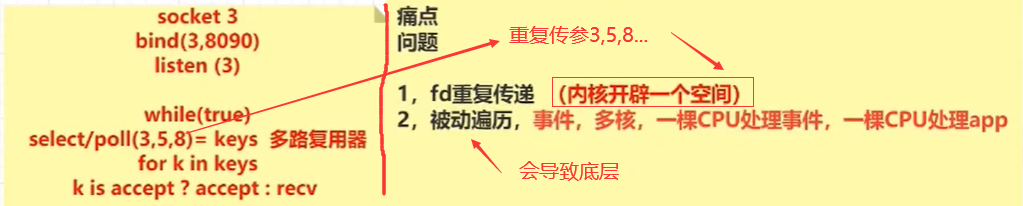 socket 3
bind(3,8090)
listen (3)
while(true)
select/poll(3,5,8)= keys 多路复用器
for k in keys
k is accept ? accept : recv
痛点
问题
重复传参3,5,8...
1，fd重复传递 （内核开辟一个空间）
2，被动遍历，事件，多核，一棵CPU处理事件，一棵CPU处理app
会导致底层